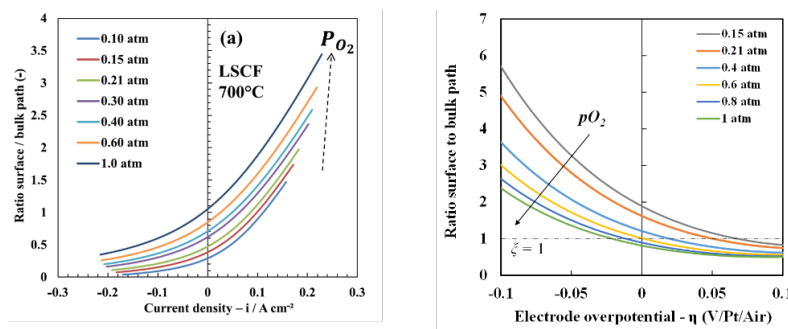 4
3.5
3
2.5
2
1.5
1
0.5
0
-0.3
-0.2
-0.1
0
0.1
0.2
0.3
Ratio surface / bulk path (-)
Current density – i / A cm⁻²
0.10 atm
0.15 atm
0.21 atm
0.30 atm
0.40 atm
0.60 atm
1.0 atm
(a)
LSCF
700°C
P_{O_2}
7
6
5
4
3
2
1
0
-0.1
-0.05
0
0.05
0.1
Ratio surface to bulk path
Electrode overpotential - η (V/Pt/Air)
0.15 atm
0.21 atm
0.4 atm
0.6 atm
0.8 atm
1 atm
pO₂
ξ = 1